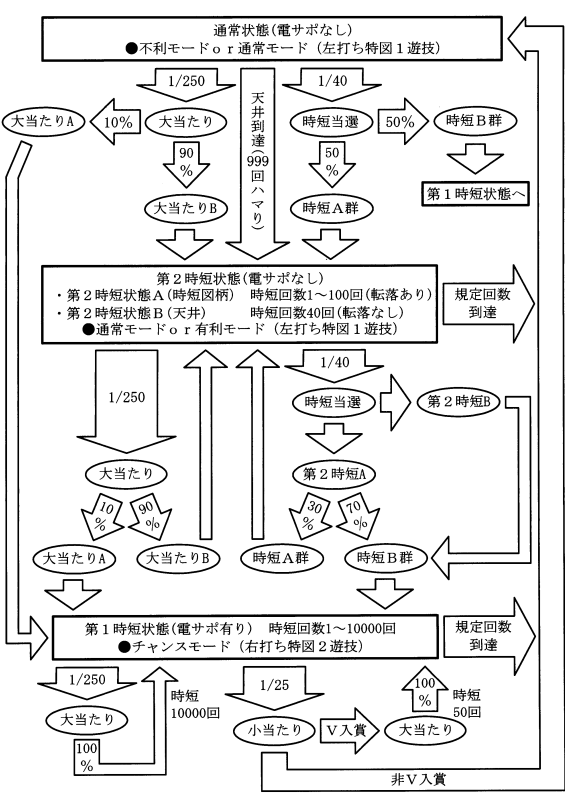 通常状態(電サポなし)
●不利モードｏｒ通常モード（左打ち特図１遊技）
1/250
1/40
天井到達(999回ハマり)
大当たりA
10%
大当たり
時短当選
50%
時短Ｂ群
90%
50%
第１時短状態へ
大当たりB
時短Ａ群
第２時短状態(電サポなし)
・第２時短状態Ａ(時短図柄)　時短回数1～100回(転落あり)
・第２時短状態Ｂ(天井)　時短回数40回(転落なし)
●通常モードｏｒ有利モード（左打ち特図１遊技）
規定回数
到達
1/250
1/40
時短当選
第２時短B
大当たり
第２時短A
10%
90%
30%
70%
大当たりA
大当たりB
時短Ａ群
時短Ｂ群
第１時短状態(電サポ有り)　時短回数1～10000回
●チャンスモード（右打ち特図２遊技）
規定回数
到達
1/250
時短
10000回
1/25
100%
時短
50回
大当たり
小当たり
Ｖ入賞
大当たり
100%
非Ｖ入賞